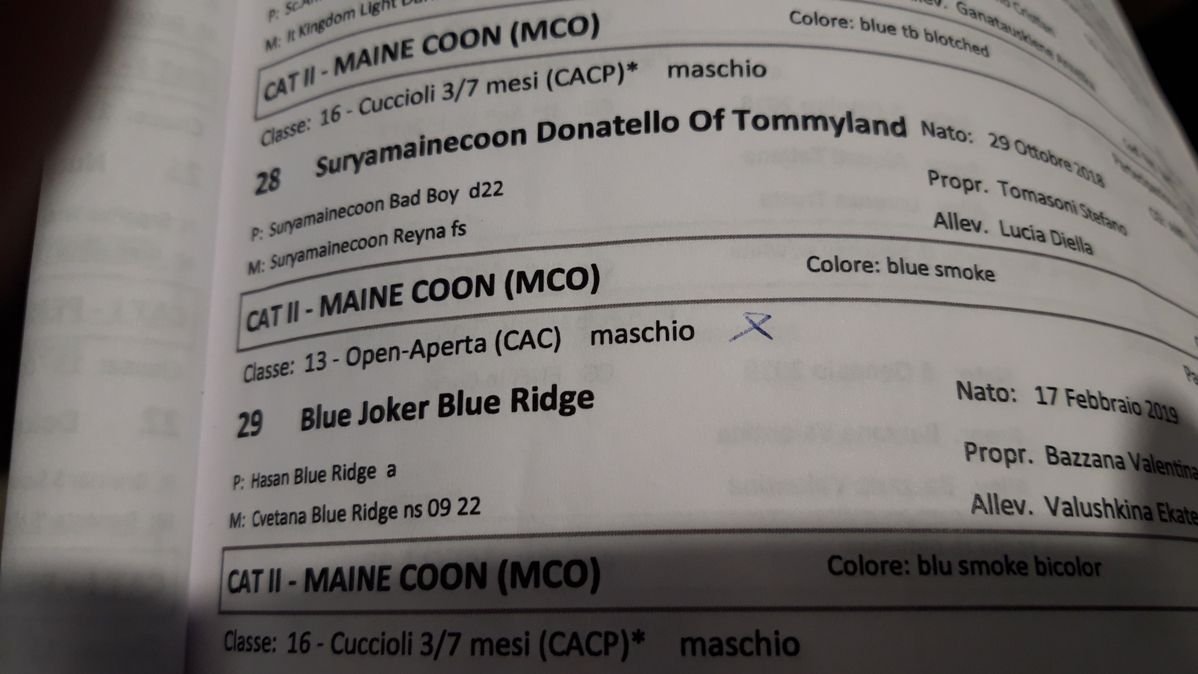 P:
M: It Kingdom Light
CAT II - MAINE COON (MCO) Colore: blue tb blotched
Classe: 16 - Cuccioli 3/7 mesi (CACP)* maschio
28 Suryamainecoon Donatello Of Tommyland Nato: 29 Ottobre 2018
P: Suryamainecoon Bad Boy d22 Propr. Tomasoni Stefano
M: Suryamainecoon Reyna fs Allev. Lucia Diella
CAT II - MAINE COON (MCO) Colore: blue smoke
Classe: 13 - Open-Aperta (CAC) maschio
29 Blue Joker Blue Ridge Nato: 17 Febbraio 2019
P: Hasan Blue Ridge a Propr. Bazzana Valentina
M: Cvetana Blue Ridge ns 09 22 Allev. Valushkina Ekate
CAT II - MAINE COON (MCO) Colore: blu smoke bicolor
Classe: 16 - Cuccioli 3/7 mesi (CACP)* maschio